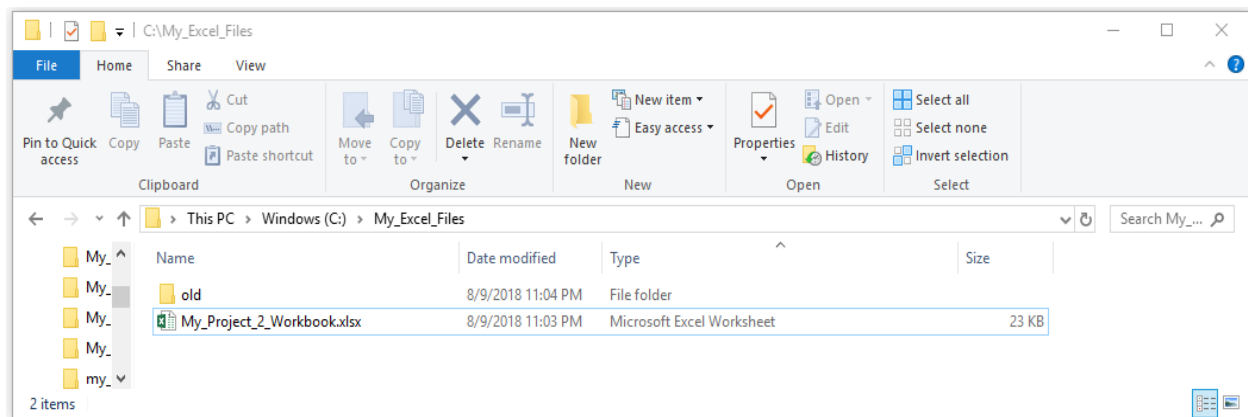 C:\My_Excel_Files
File Home Share View
Pin to Quick access
Copy
Paste
Cut
Copy path
Paste shortcut
Clipboard
Move to
Copy to
Delete
Rename
Organize
New folder
New item
Easy access
New
Properties
Open
Edit
History
Open
Select all
Select none
Invert selection
Select
This PC > Windows (C:) > My_Excel_Files
Search My_...
My_
My_
My_
My_
my_
Name Date modified Type Size
old 8/9/2018 11:04 PM File folder
My_Project_2_Workbook.xlsx 8/9/2018 11:03 PM Microsoft Excel Worksheet 23 KB
2 items